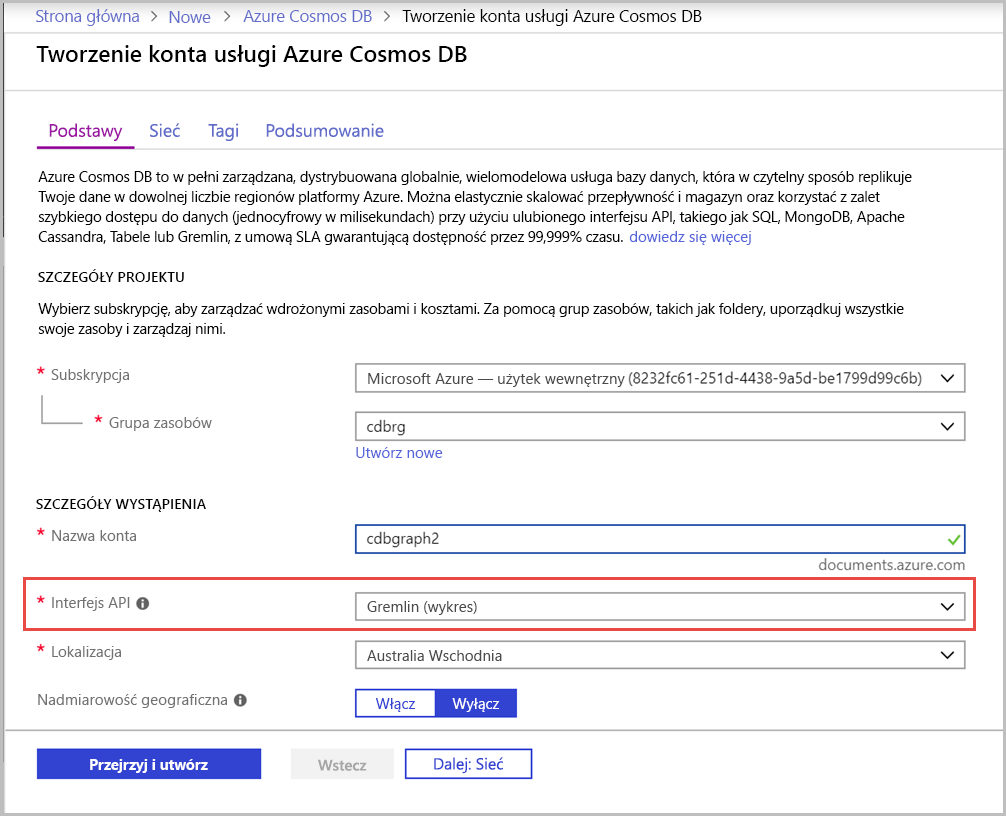 Strona główna > Nowe > Azure Cosmos DB > Tworzenie konta usługi Azure Cosmos DB
Tworzenie konta usługi Azure Cosmos DB
Podstawy Sieć Tagi Podsumowanie
Azure Cosmos DB to w pełni zarządzana, dystrybuowana globalnie, wielomodelowa usługa bazy danych, która w czytelny sposób replikuje
Twoje dane w dowolnej liczbie regionów platformy Azure. Można elastycznie skalować przepływność i magazyn oraz korzystać z zalet
szybkiego dostępu do danych (jednocyfrowy w milisekundach) przy użyciu ulubionego interfejsu API, takiego jak SQL, MongoDB, Apache
Cassandra, Tabele lub Gremlin, z umową SLA gwarantującą dostępność przez 99,999% czasu. dowiedz się więcej
SZCZEGÓŁY PROJEKTU
Wybierz subskrypcję, aby zarządzać wdrożonymi zasobami i kosztami. Za pomocą grup zasobów, takich jak foldery, uporządkuj wszystkie
swoje zasoby i zarządzaj nimi.
* Subskrypcja Microsoft Azure — użytek wewnętrzny (8232fc61-251d-4438-9a5d-be1799d99c6b)
* Grupa zasobów cdbrg
Utwórz nowe
SZCZEGÓŁY WYSTĄPIENIA
* Nazwa konta cdbgraph2
documents.azure.com
* Interfejs API Gremlin (wykres)
* Lokalizacja Australia Wschodnia
Nadmiarowość geograficzna Włącz Wyłącz
Przejrzyj i utwórz Wstecz Dalej: Sieć